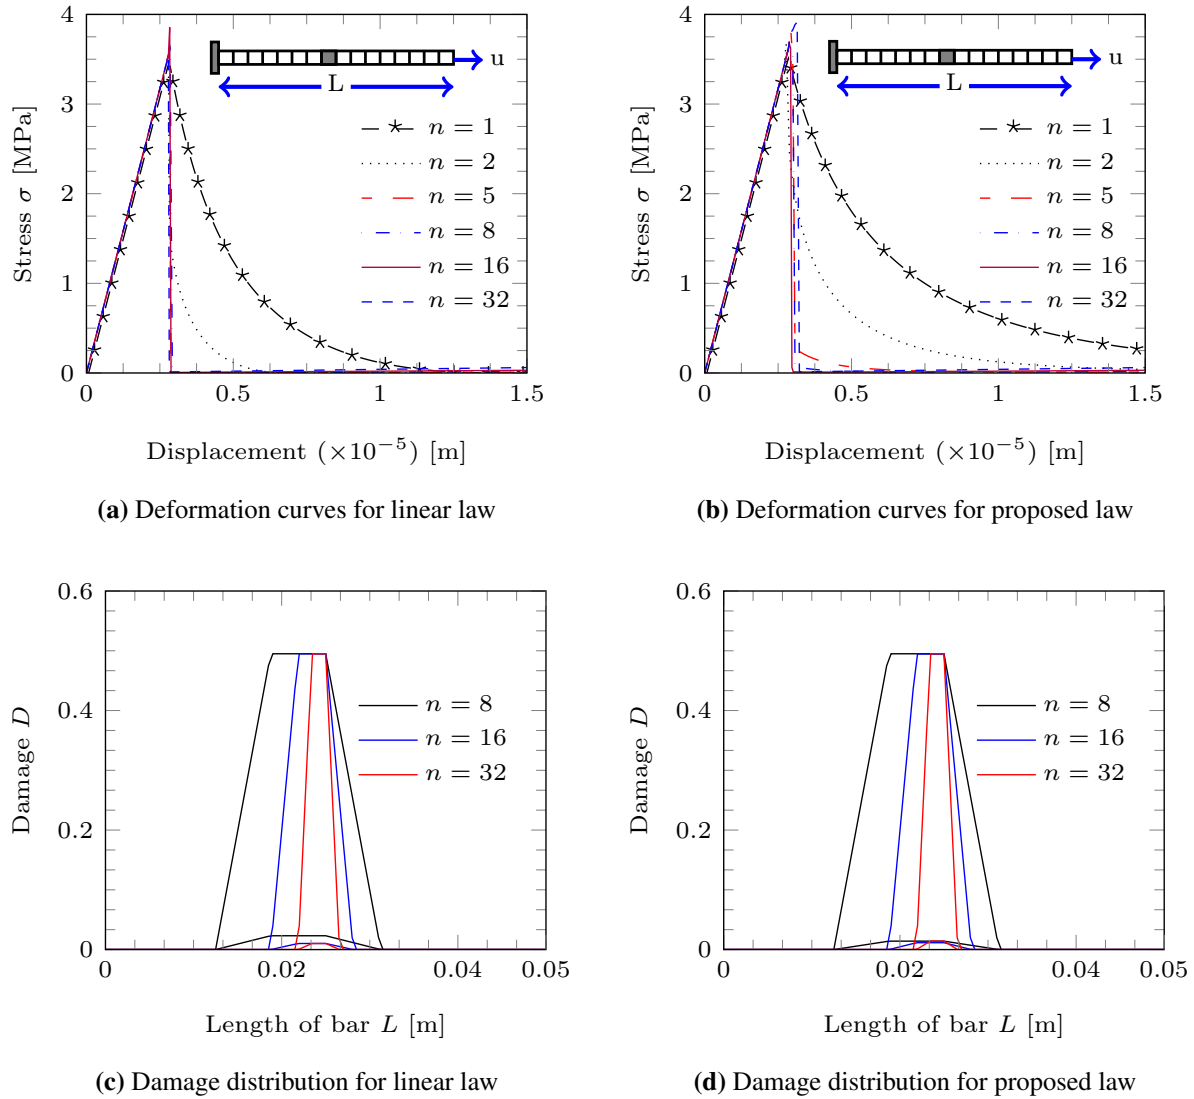 4
3
2
1
0
0
0.5
1
1.5
Stress σ [MPa]
Displacement (×10⁻⁵) [m]
u
L
n = 1
n = 2
n = 5
n = 8
n = 16
n = 32
(a) Deformation curves for linear law
4
3
2
1
0
0
0.5
1
1.5
Stress σ [MPa]
Displacement (×10⁻⁵) [m]
u
L
n = 1
n = 2
n = 5
n = 8
n = 16
n = 32
(b) Deformation curves for proposed law
0.6
0.4
0.2
0
0
0.02
0.04
0.05
Damage D
Length of bar L [m]
n = 8
n = 16
n = 32
(c) Damage distribution for linear law
0.6
0.4
0.2
0
0
0.02
0.04
0.05
Damage D
Length of bar L [m]
n = 8
n = 16
n = 32
(d) Damage distribution for proposed law